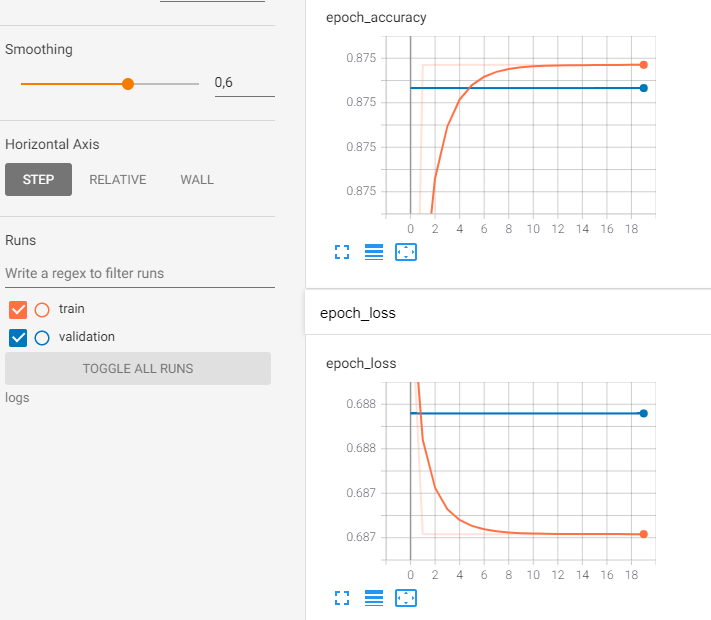 Smoothing
0,6
Horizontal Axis
STEP RELATIVE WALL
Runs
Write a regex to filter runs
train
validation
TOGGLE ALL RUNS
logs
epoch_accuracy
0.875
0.875
0.875
0.875
0 2 4 6 8 10 12 14 16 18
epoch_loss
epoch_loss
0.688
0.688
0.687
0.687
0 2 4 6 8 10 12 14 16 18